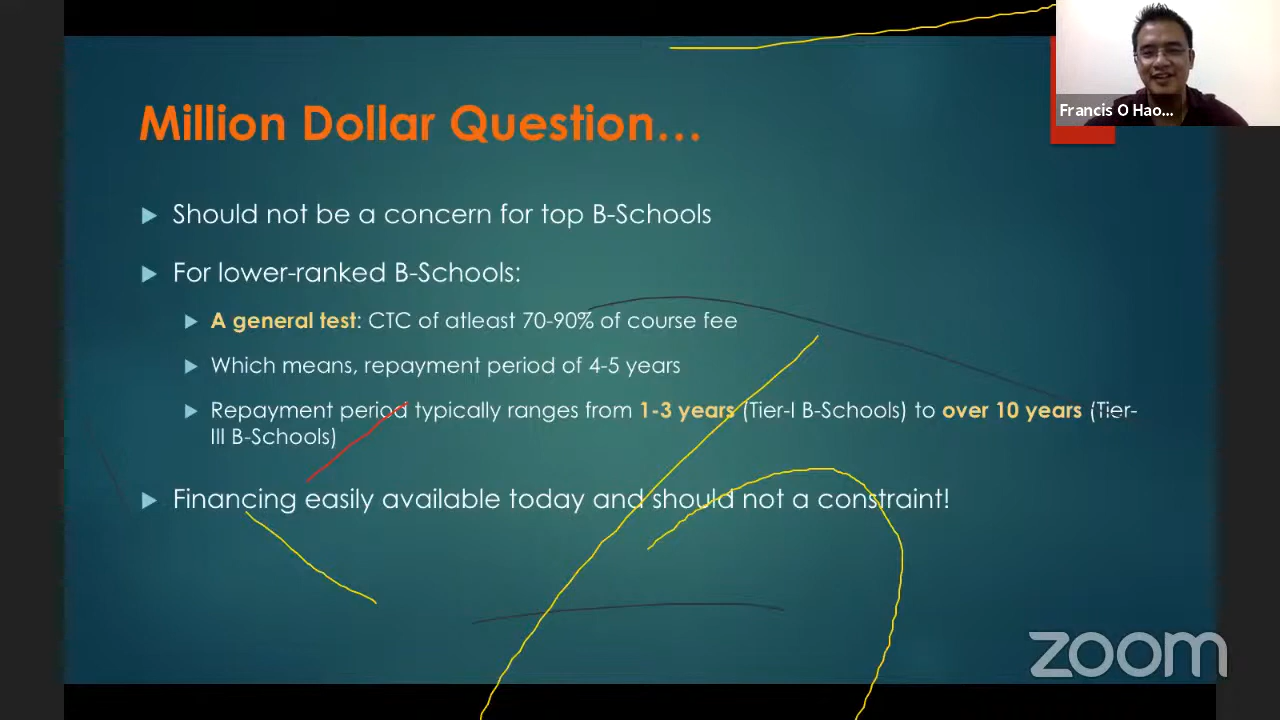 Million Dollar Question...
Francis O Hao...
Should not be a concern for top B-Schools
For lower-ranked B-Schools:
A general test: CTC of atleast 70-90% of course fee
Which means, repayment period of 4-5 years
Repayment period typically ranges from 1-3 years (Tier-I B-Schools) to over 10 years (Tier-
III B-Schools)
Financing easily available today and should not a constraint!
zoom